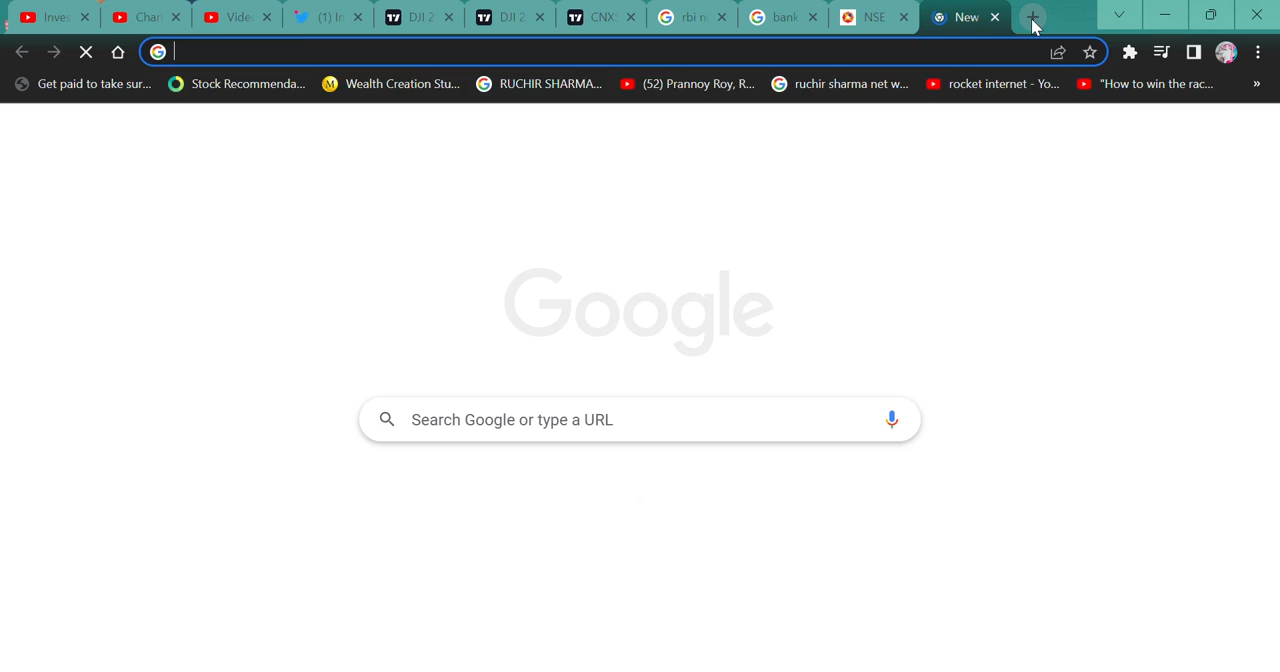 Inves Chan Vide (1) In DJI 2 DJI 2 CNX rbi n bank NSE New
Get paid to take sur... Stock Recommenda... Wealth Creation Stu... RUCHIR SHARMA... (52) Prannoy Roy, R... ruchir sharma net w... rocket internet - Yo... "How to win the rac... »
Google
Search Google or type a URL